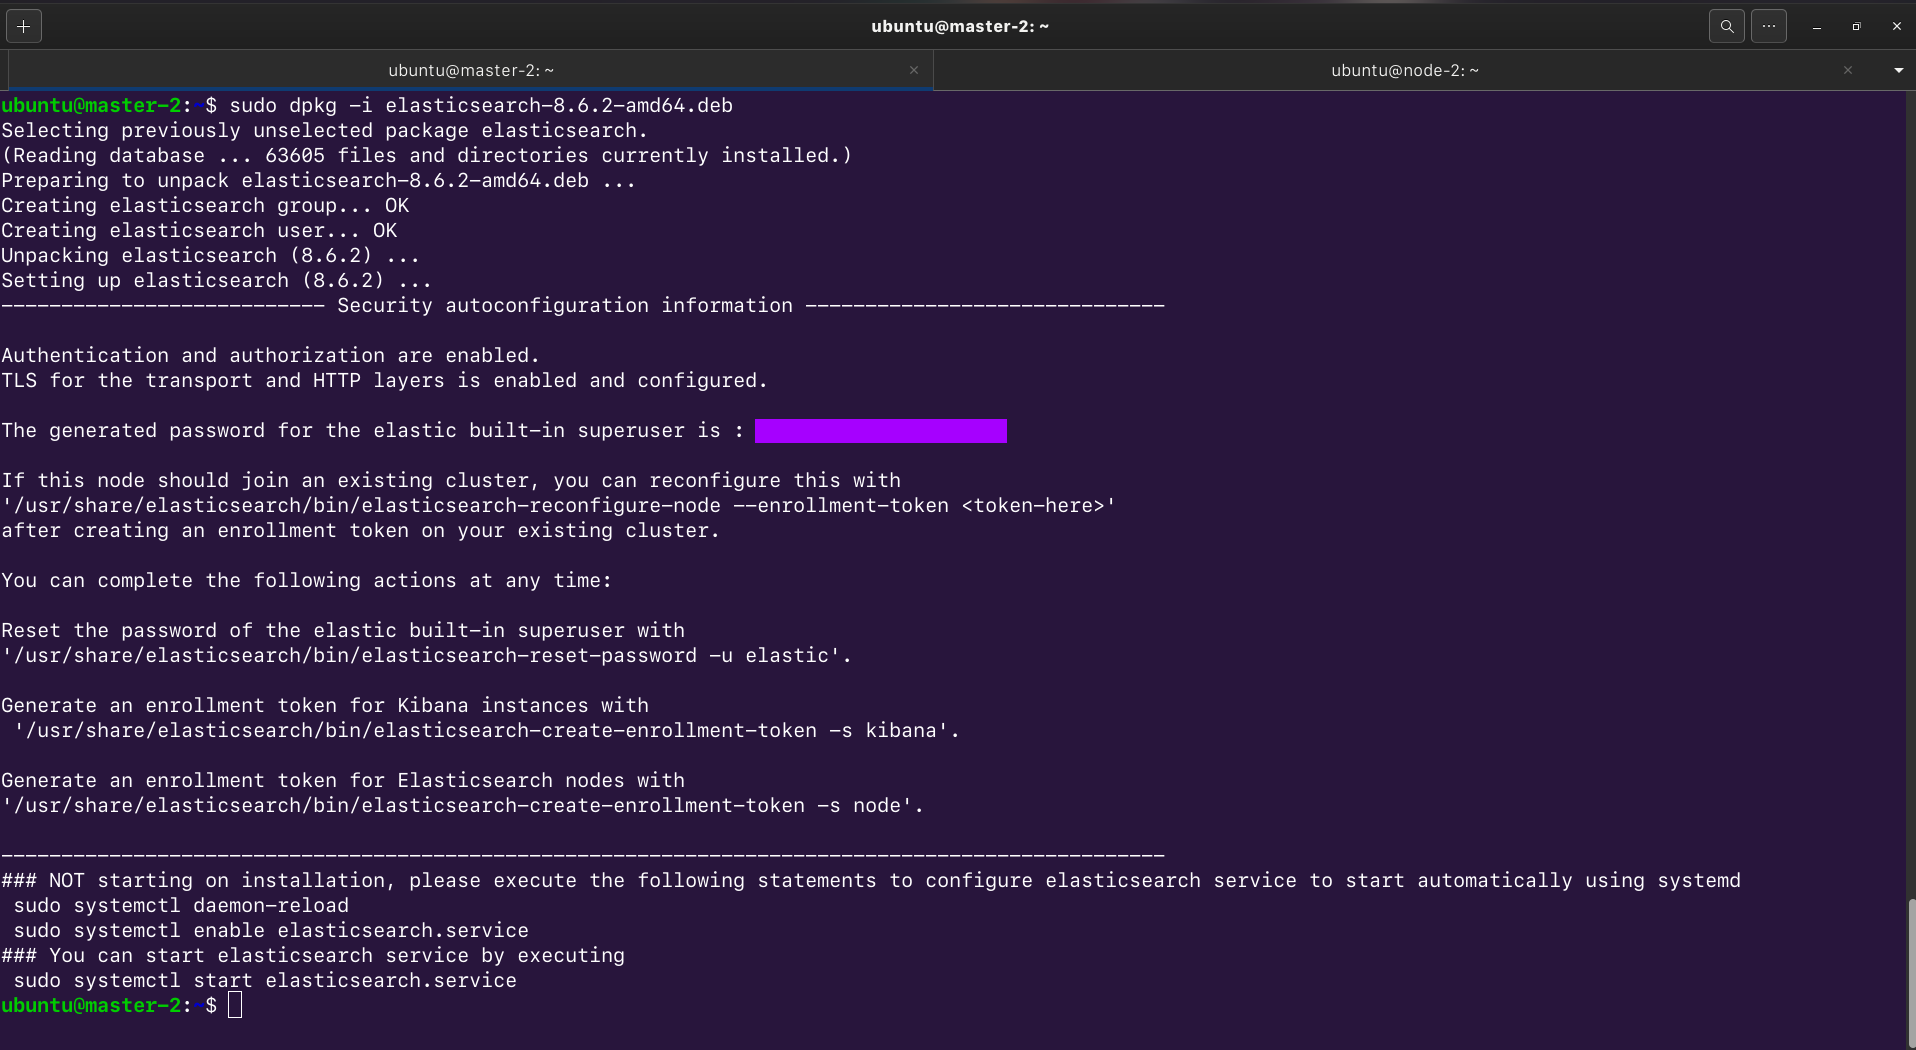 ubuntu@master-2: ~
ubuntu@master-2: ~
ubuntu@node-2: ~
ubuntu@master-2:~$ sudo dpkg -i elasticsearch-8.6.2-amd64.deb
Selecting previously unselected package elasticsearch.
(Reading database ... 63605 files and directories currently installed.)
Preparing to unpack elasticsearch-8.6.2-amd64.deb ...
Creating elasticsearch group... OK
Creating elasticsearch user... OK
Unpacking elasticsearch (8.6.2) ...
Setting up elasticsearch (8.6.2) ...
--------------------------- Security autoconfiguration information ------------------------------
Authentication and authorization are enabled.
TLS for the transport and HTTP layers is enabled and configured.
The generated password for the elastic built-in superuser is :
If this node should join an existing cluster, you can reconfigure this with
'/usr/share/elasticsearch/bin/elasticsearch-reconfigure-node --enrollment-token <token-here>'
after creating an enrollment token on your existing cluster.
You can complete the following actions at any time:
Reset the password of the elastic built-in superuser with
'/usr/share/elasticsearch/bin/elasticsearch-reset-password -u elastic'.
Generate an enrollment token for Kibana instances with
 '/usr/share/elasticsearch/bin/elasticsearch-create-enrollment-token -s kibana'.
Generate an enrollment token for Elasticsearch nodes with
'/usr/share/elasticsearch/bin/elasticsearch-create-enrollment-token -s node'.
-------------------------------------------------------------------------------------------------
### NOT starting on installation, please execute the following statements to configure elasticsearch service to start automatically using systemd
 sudo systemctl daemon-reload
 sudo systemctl enable elasticsearch.service
### You can start elasticsearch service by executing
 sudo systemctl start elasticsearch.service
ubuntu@master-2:~$